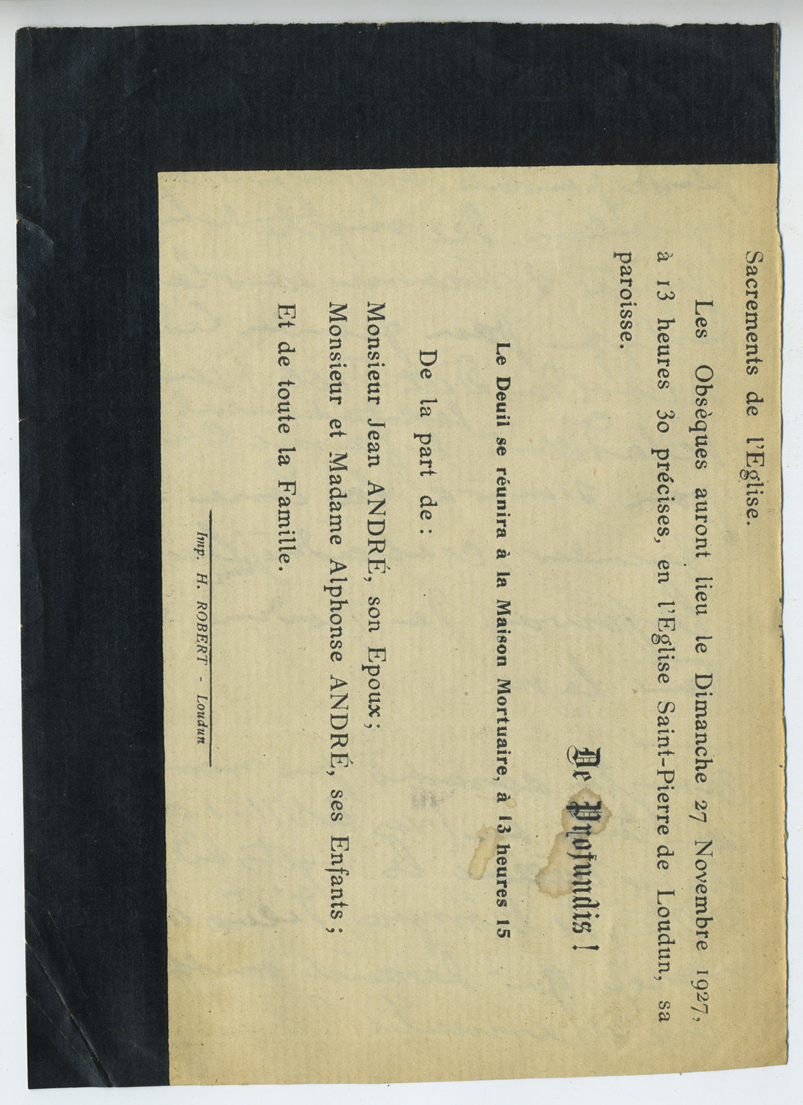 Sacrements de l'Eglise.
Les Obsèques auront lieu le Dimanche 27 Novembre 1927,
à 13 heures 30 précises, en l'Eglise Saint-Pierre de Loudun, sa
paroisse.
De Profundis !
Le Deuil se réunira à la Maison Mortuaire, à 13 heures 15
De la part de :
Monsieur Jean ANDRÉ, son Epoux ;
Monsieur et Madame Alphonse ANDRÉ, ses Enfants ;
Et de toute la Famille.
Imp. H. ROBERT - Loudun